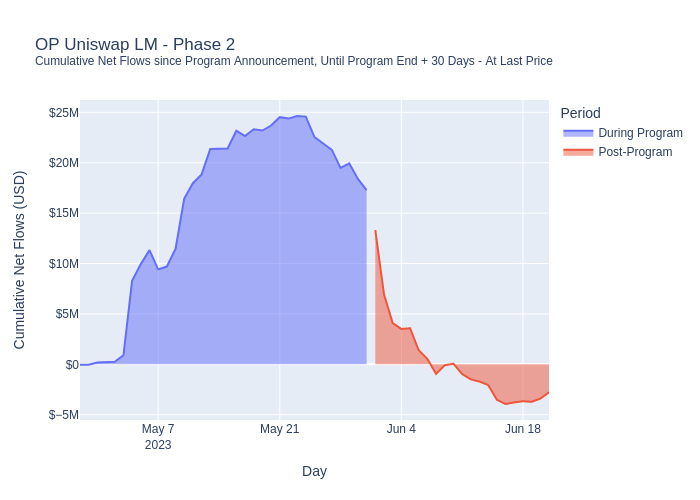 OP Uniswap LM - Phase 2
Cumulative Net Flows since Program Announcement, Until Program End + 30 Days - At Last Price
Period
During Program
Post-Program
Cumulative Net Flows (USD)
$25M
$20M
$15M
$10M
$5M
$0
$−5M
May 7
2023
May 21
Jun 4
Jun 18
Day